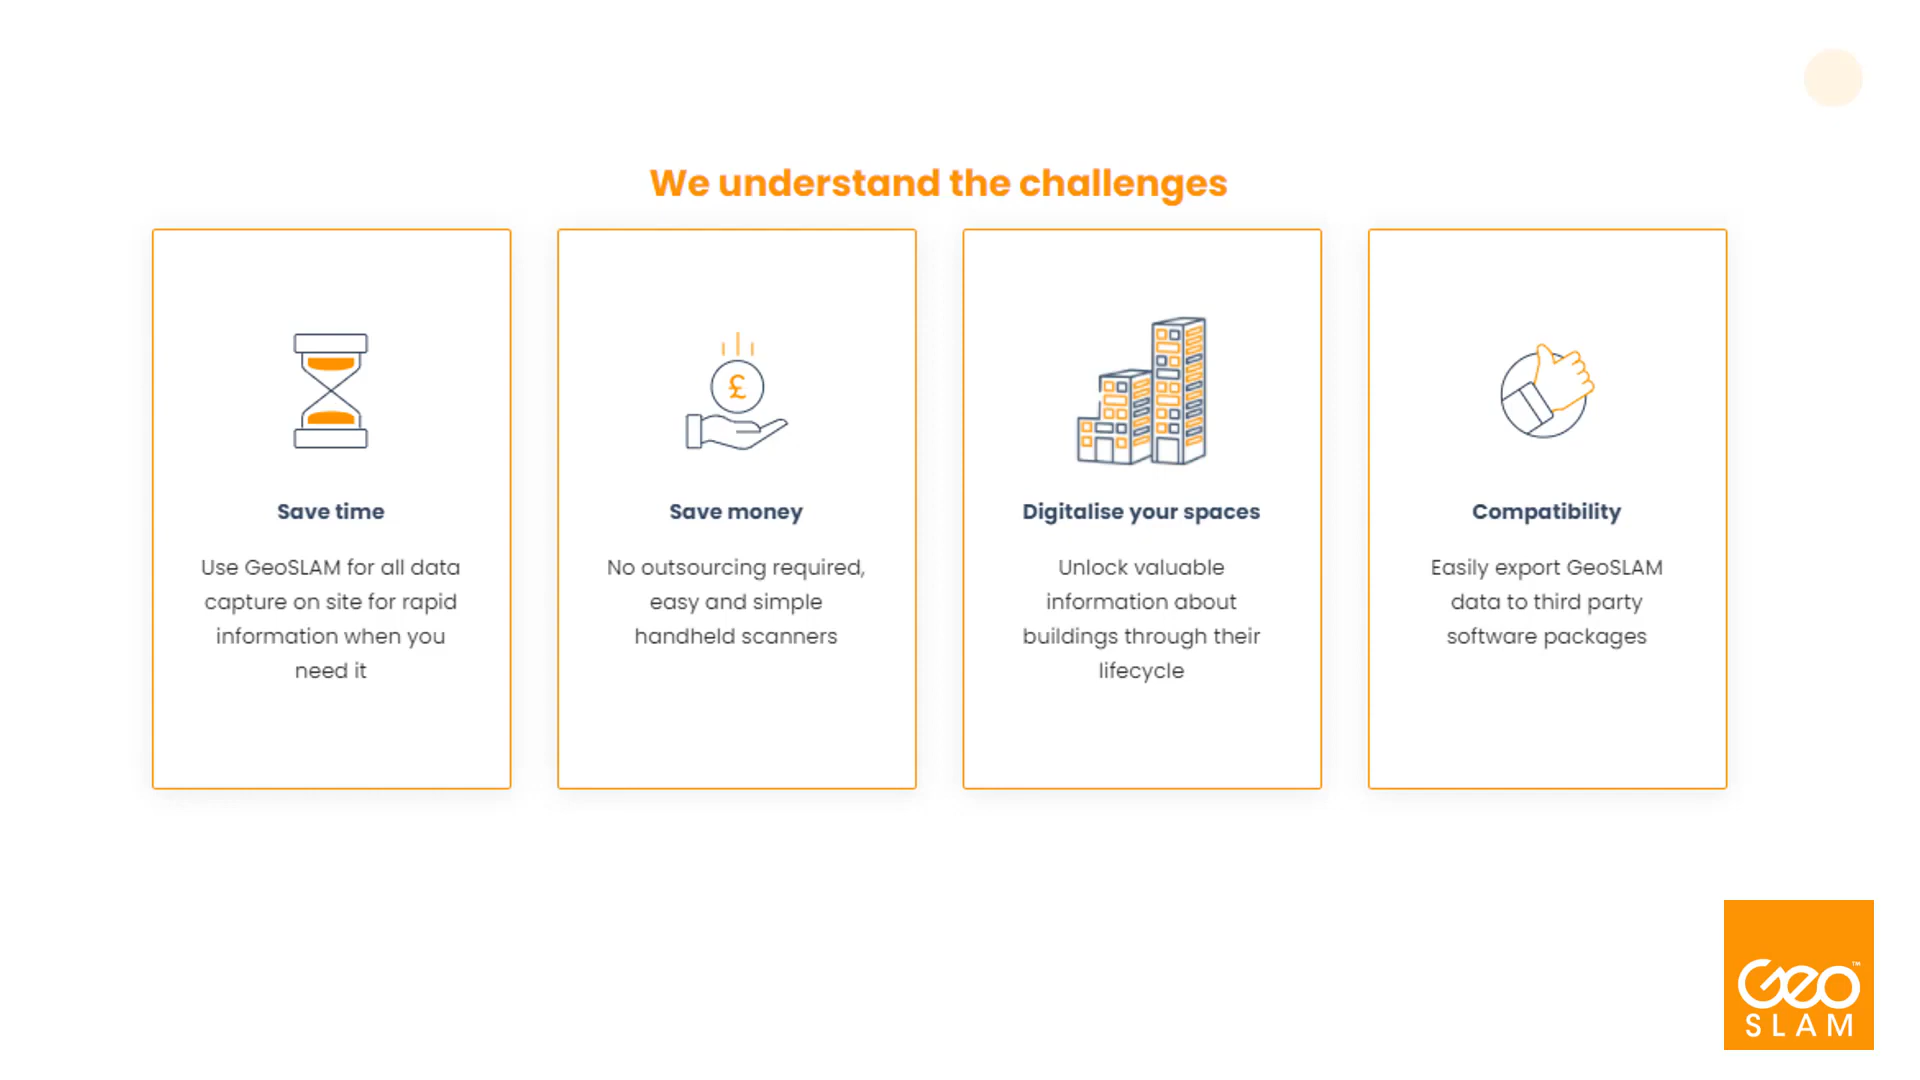 We understand the challenges
£
Save time
Use GeoSLAM for all data
capture on site for rapid
information when you
need it
Save money
No outsourcing required,
easy and simple
handheld scanners
Digitalise your spaces
Unlock valuable
information about
buildings through their
lifecycle
Compatibility
Easily export GeoSLAM
data to third party
software packages
Geo™
SLAM